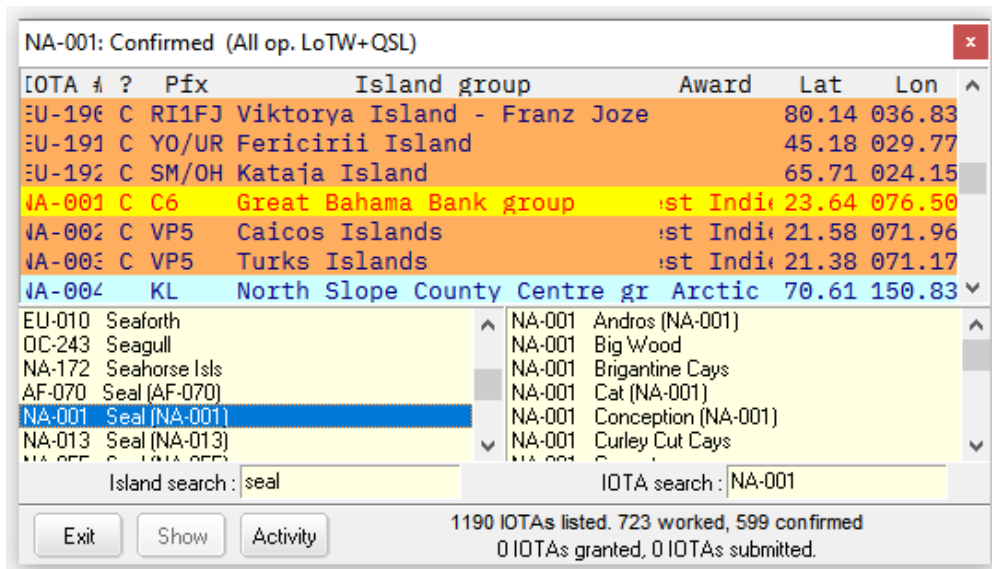 NA-001: Confirmed (All op. LoTW+QSL)
x
IOTA # ? Pfx Island group Award Lat Lon
EU-190 C RI1FJ Viktorya Island - Franz Joze 80.14 036.83
EU-191 C YO/UR Fericirii Island 45.18 029.77
EU-192 C SM/OH Kataja Island 65.71 024.15
NA-001 C C6 Great Bahama Bank group est Indie 23.64 076.50
NA-002 C VP5 Caicos Islands est Indie 21.58 071.96
NA-003 C VP5 Turks Islands est Indie 21.38 071.17
NA-004 KL North Slope County Centre gr Arctic 70.61 150.83
EU-010 Seaforth
OC-243 Seagull
NA-172 Seahorse Isls
AF-070 Seal (AF-070)
NA-001 Seal (NA-001)
NA-013 Seal (NA-013)
NA-001 Andros (NA-001)
NA-001 Big Wood
NA-001 Brigantine Cays
NA-001 Cat (NA-001)
NA-001 Conception (NA-001)
NA-001 Curley Cut Cays
Island search : seal
IOTA search : NA-001
Exit
Show
Activity
1190 IOTAs listed. 723 worked, 599 confirmed
0 IOTAs granted, 0 IOTAs submitted.